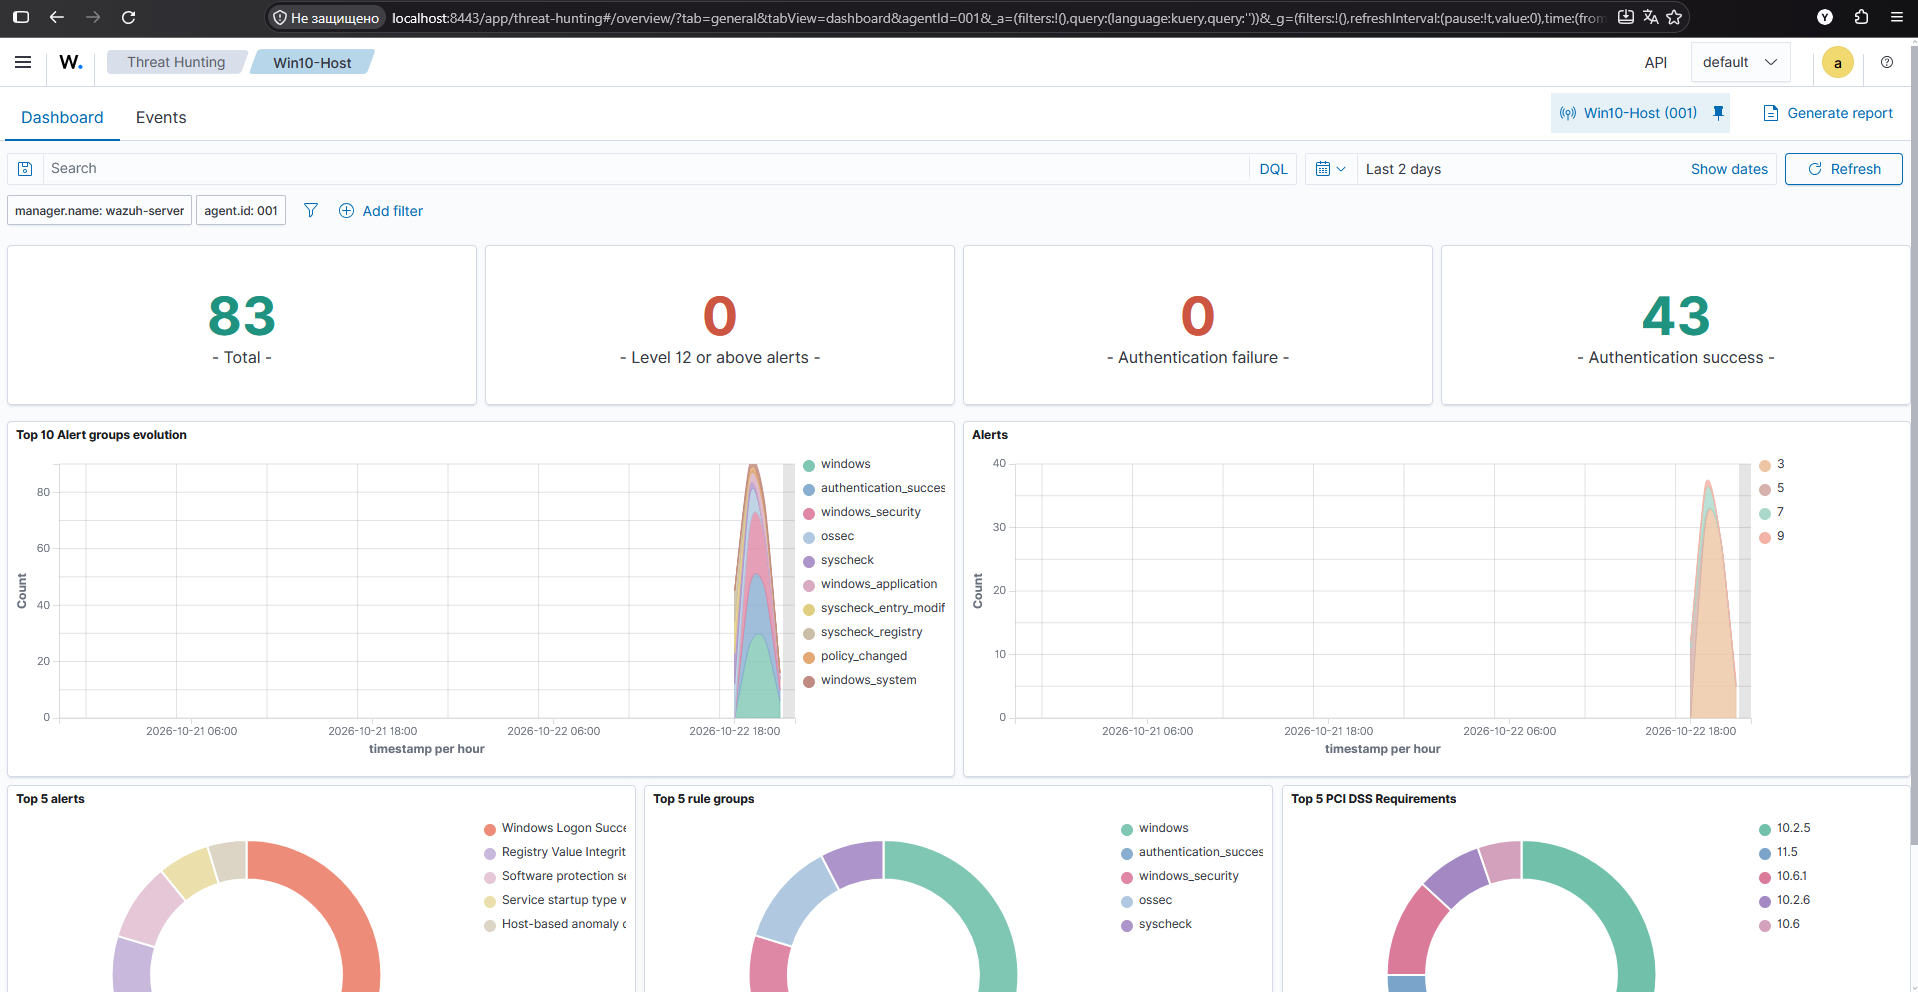 Не защищено
localhost:8443/app/threat-hunting#/overview/?tab=general&tabView=dashboard&agentId=001&_a=(filters:!(),query:(language:kuery,query:''))&_g=(filters:!(),refreshInterval:(pause:!t,value:0),time:(from
Y
W.
Threat Hunting
Win10-Host
API
default
a
Dashboard
Events
Win10-Host (001)
Generate report
Search
DQL
Last 2 days
Show dates
Refresh
manager.name: wazuh-server
agent.id: 001
Add filter
83
- Total -
0
- Level 12 or above alerts -
0
- Authentication failure -
43
- Authentication success -
Top 10 Alert groups evolution
80
60
40
20
0
Count
2026-10-21 06:00
2026-10-21 18:00
2026-10-22 06:00
2026-10-22 18:00
timestamp per hour
windows
authentication_succes
windows_security
ossec
syscheck
windows_application
syscheck_entry_modif
syscheck_registry
policy_changed
windows_system
Alerts
40
30
20
10
0
Count
2026-10-21 06:00
2026-10-21 18:00
2026-10-22 06:00
2026-10-22 18:00
timestamp per hour
3
5
7
9
Top 5 alerts
Windows Logon Succe
Registry Value Integrit
Software protection se
Service startup type w
Host-based anomaly d
Top 5 rule groups
windows
authentication_succes
windows_security
ossec
syscheck
Top 5 PCI DSS Requirements
10.2.5
11.5
10.6.1
10.2.6
10.6